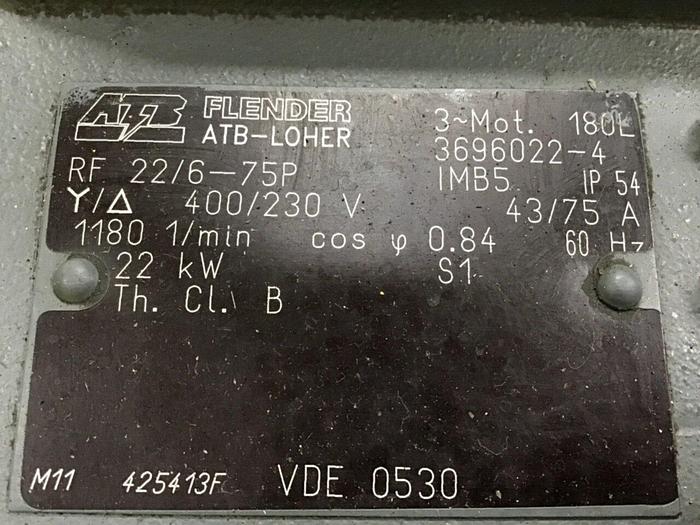 ATB FLENDER
ATB-LOHER
3~Mot. 180L
3696022-4
RF 22/6-75P IMB5 IP 54
Y/Δ 400/230 V 43/75 A
1180 1/min cos φ 0.84 60 Hz
22 kW S1
Th. Cl. B
M11 425413F VDE 0530